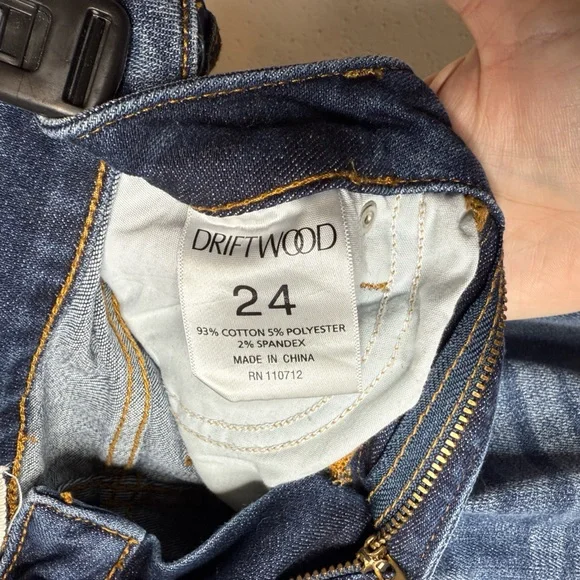 DRIFTWOOD
24
93% COTTON 5% POLYESTER
2% SPANDEX
MADE IN CHINA
RN 110712